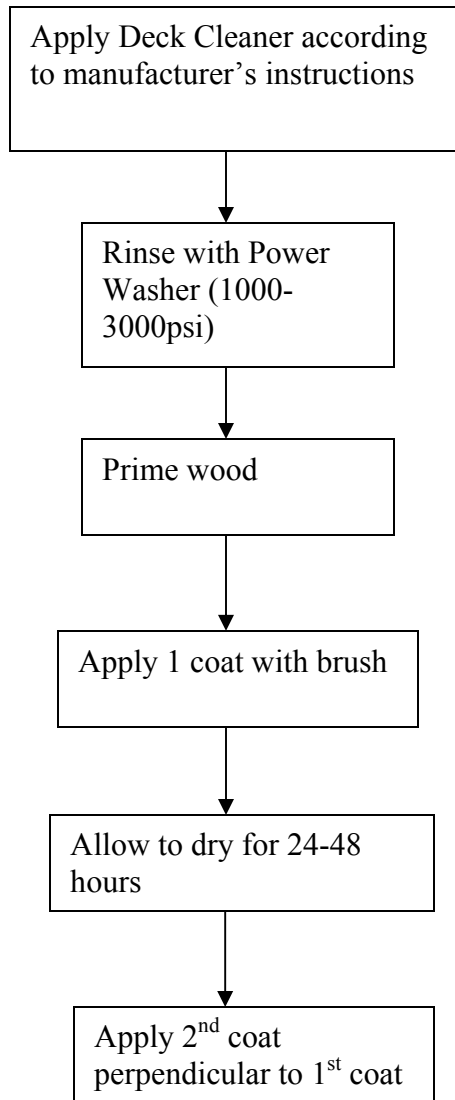 Apply Deck Cleaner according
to manufacturer’s instructions
Rinse with Power
Washer (1000-
3000psi)
Prime wood
Apply 1 coat with brush
Allow to dry for 24-48
hours
Apply 2nd coat
perpendicular to 1st coat